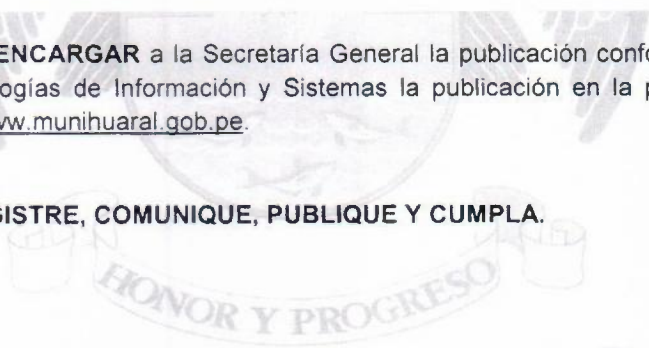 ENCARGAR a la Secretaría General la publicación confo
ogías de Información y Sistemas la publicación en la p
ww.munihuaral.gob.pe.
GISTRE, COMUNIQUE, PUBLIQUE Y CUMPLA.
HONOR Y PROGRESO